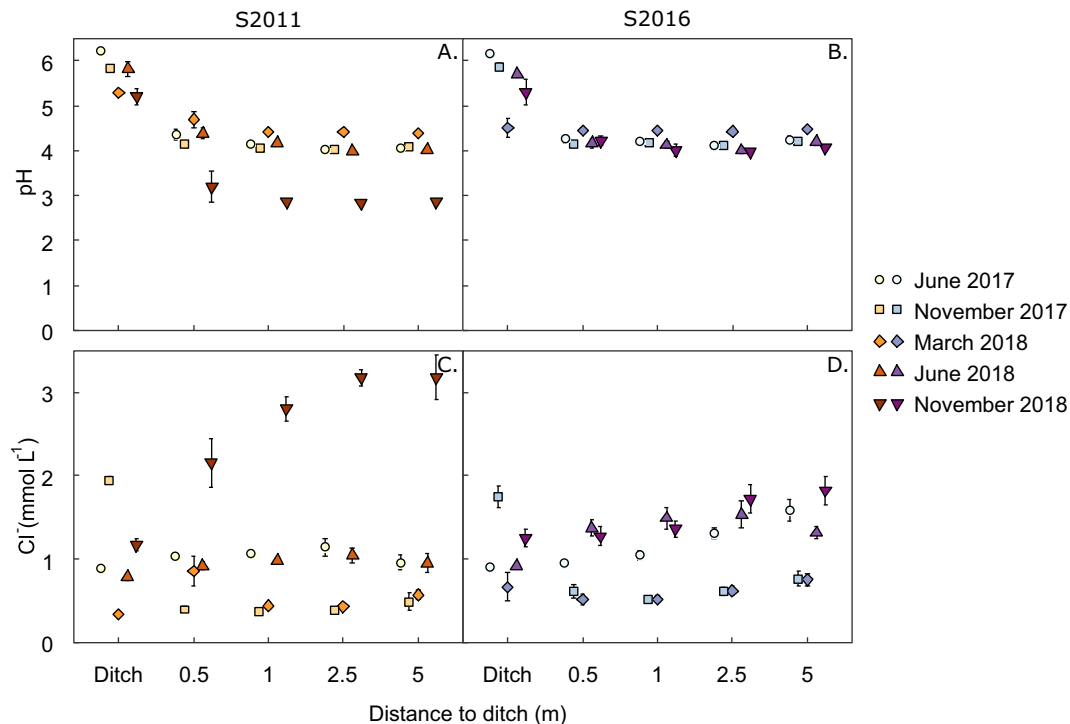 S2011 S2016
A. B.
6
5
4
3
2
1
0
pH
C. D.
3
2
1
0
Cl⁻(mmol L⁻¹)
June 2017
November 2017
March 2018
June 2018
November 2018
Ditch 0.5 1 2.5 5 Ditch 0.5 1 2.5 5
Distance to ditch (m)